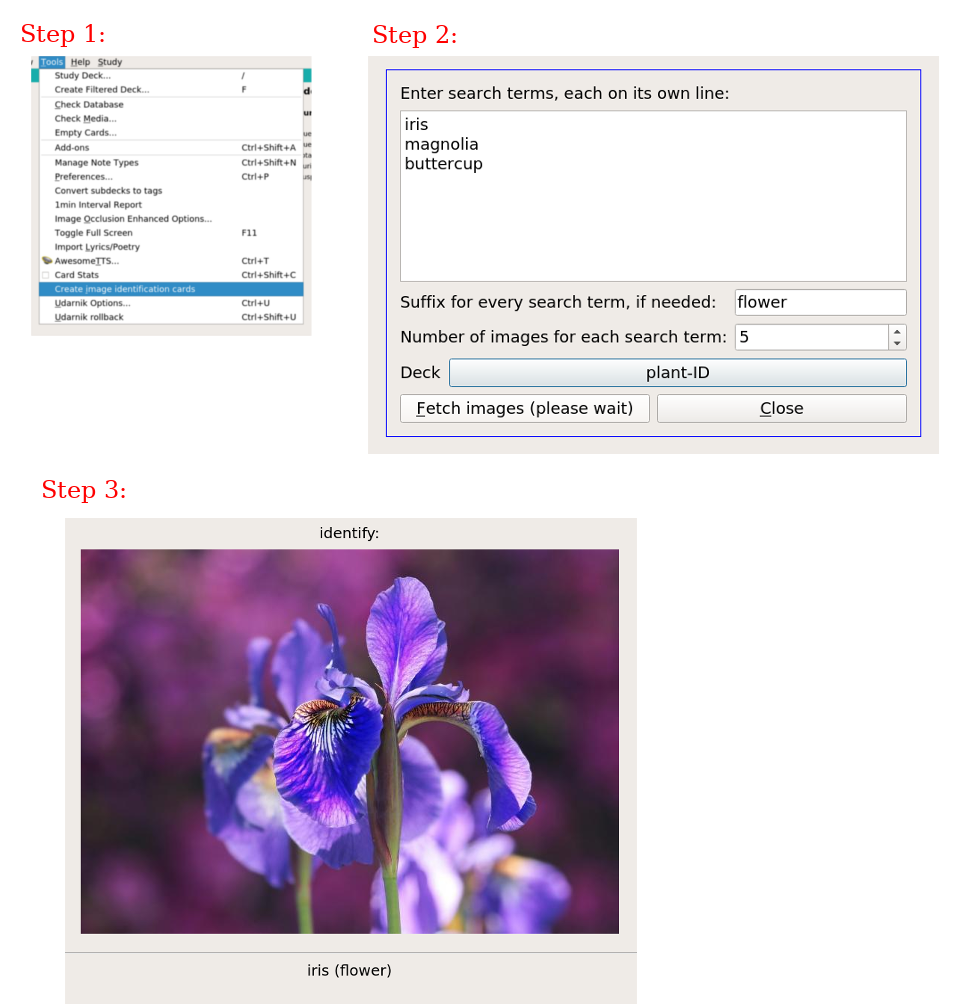 Step 1:
Tools Help Study
Study Deck... /
Create Filtered Deck... F
Check Database
Check Media...
Empty Cards...
Add-ons Ctrl+Shift+A
Manage Note Types Ctrl+Shift+N
Preferences... Ctrl+P
Convert subdecks to tags
1min Interval Report
Image Occlusion Enhanced Options...
Toggle Full Screen F11
Import Lyrics/Poetry
AwesomeTTS... Ctrl+T
Card Stats Ctrl+Shift+C
Create image identification cards
Udarnik Options... Ctrl+U
Udarnik rollback Ctrl+Shift+U
Step 2:
Enter search terms, each on its own line:
iris
magnolia
buttercup
Suffix for every search term, if needed: flower
Number of images for each search term: 5
Deck plant-ID
Fetch images (please wait) Close
Step 3:
identify:
iris (flower)